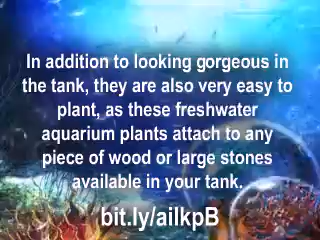 In addition to looking gorgeous in
the tank, they are also very easy to
plant, as these freshwater
aquarium plants attach to any
piece of wood or large stones
available in your tank.
bit.ly/ailkpB